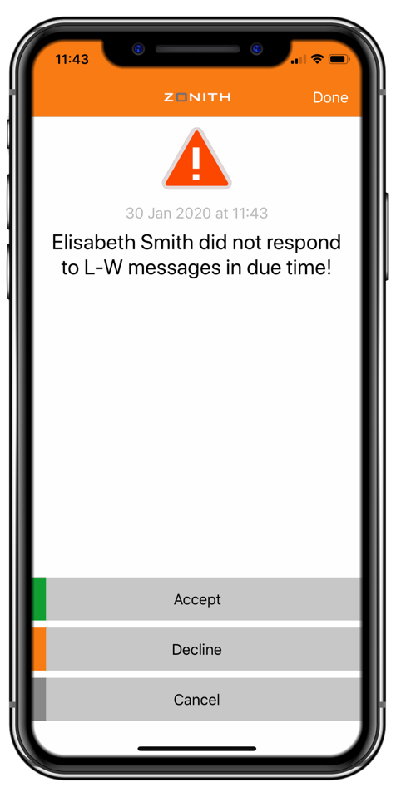 11:43
ZONITH
Done
30 Jan 2020 at 11:43
Elisabeth Smith did not respond
to L-W messages in due time!
Accept
Decline
Cancel